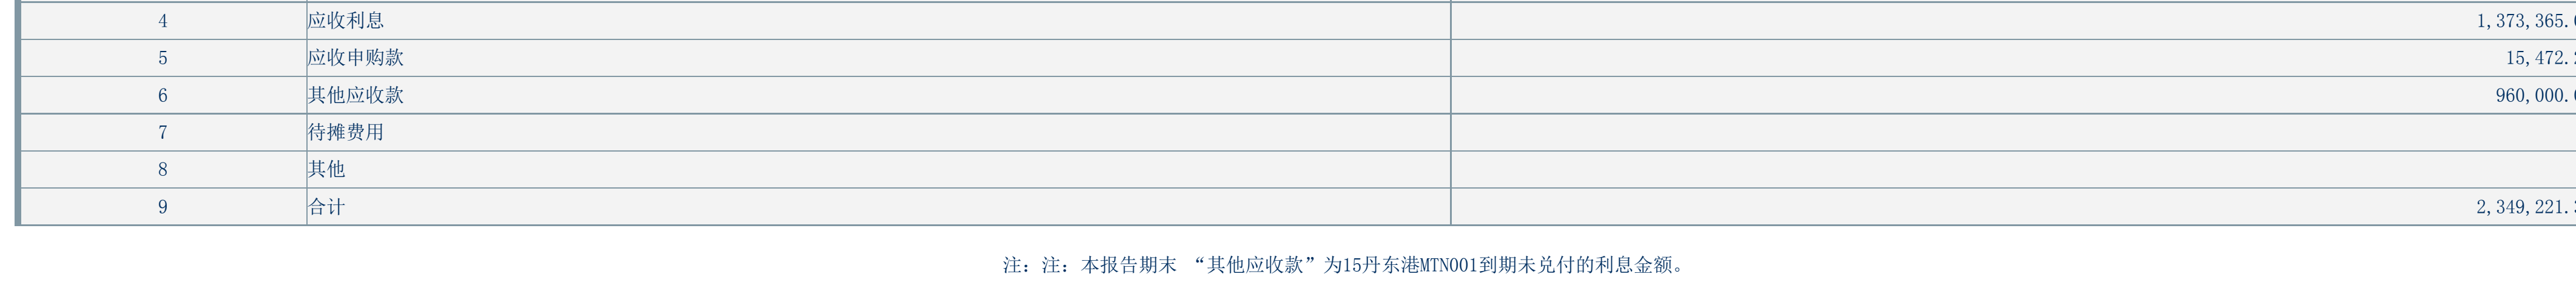 4 应收利息 1,373,365.
5 应收申购款 15,472.
6 其他应收款 960,000.
7 待摊费用
8 其他
9 合计 2,349,221.
注：注：本报告期末 “其他应收款”为15丹东港MTN001到期未兑付的利息金额。